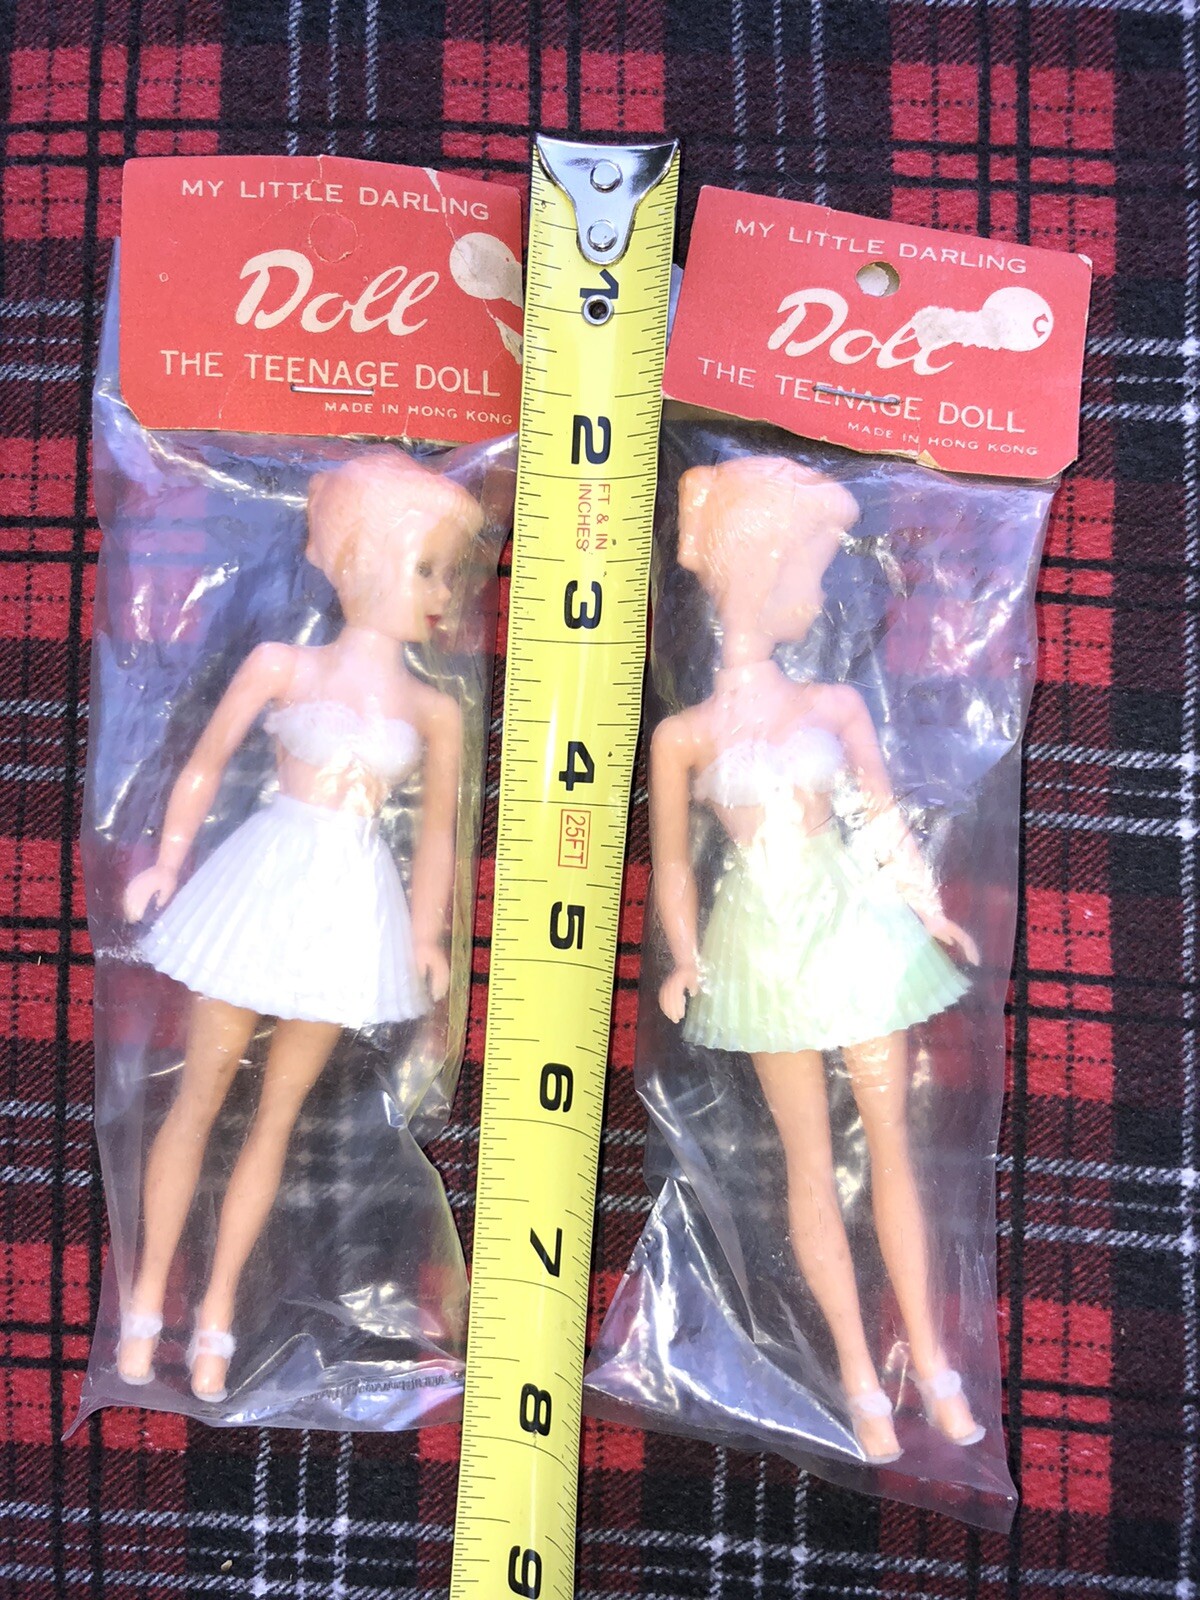 MY LITTLE DARLING
Doll
THE TEENAGE DOLL
MADE IN HONG KONG
1
2
FT & IN
INCHES
3
4
25FT
5
6
7
8
9
MY LITTLE DARLING
Doll
¢
THE TEENAGE DOLL
MADE IN HONG KONG